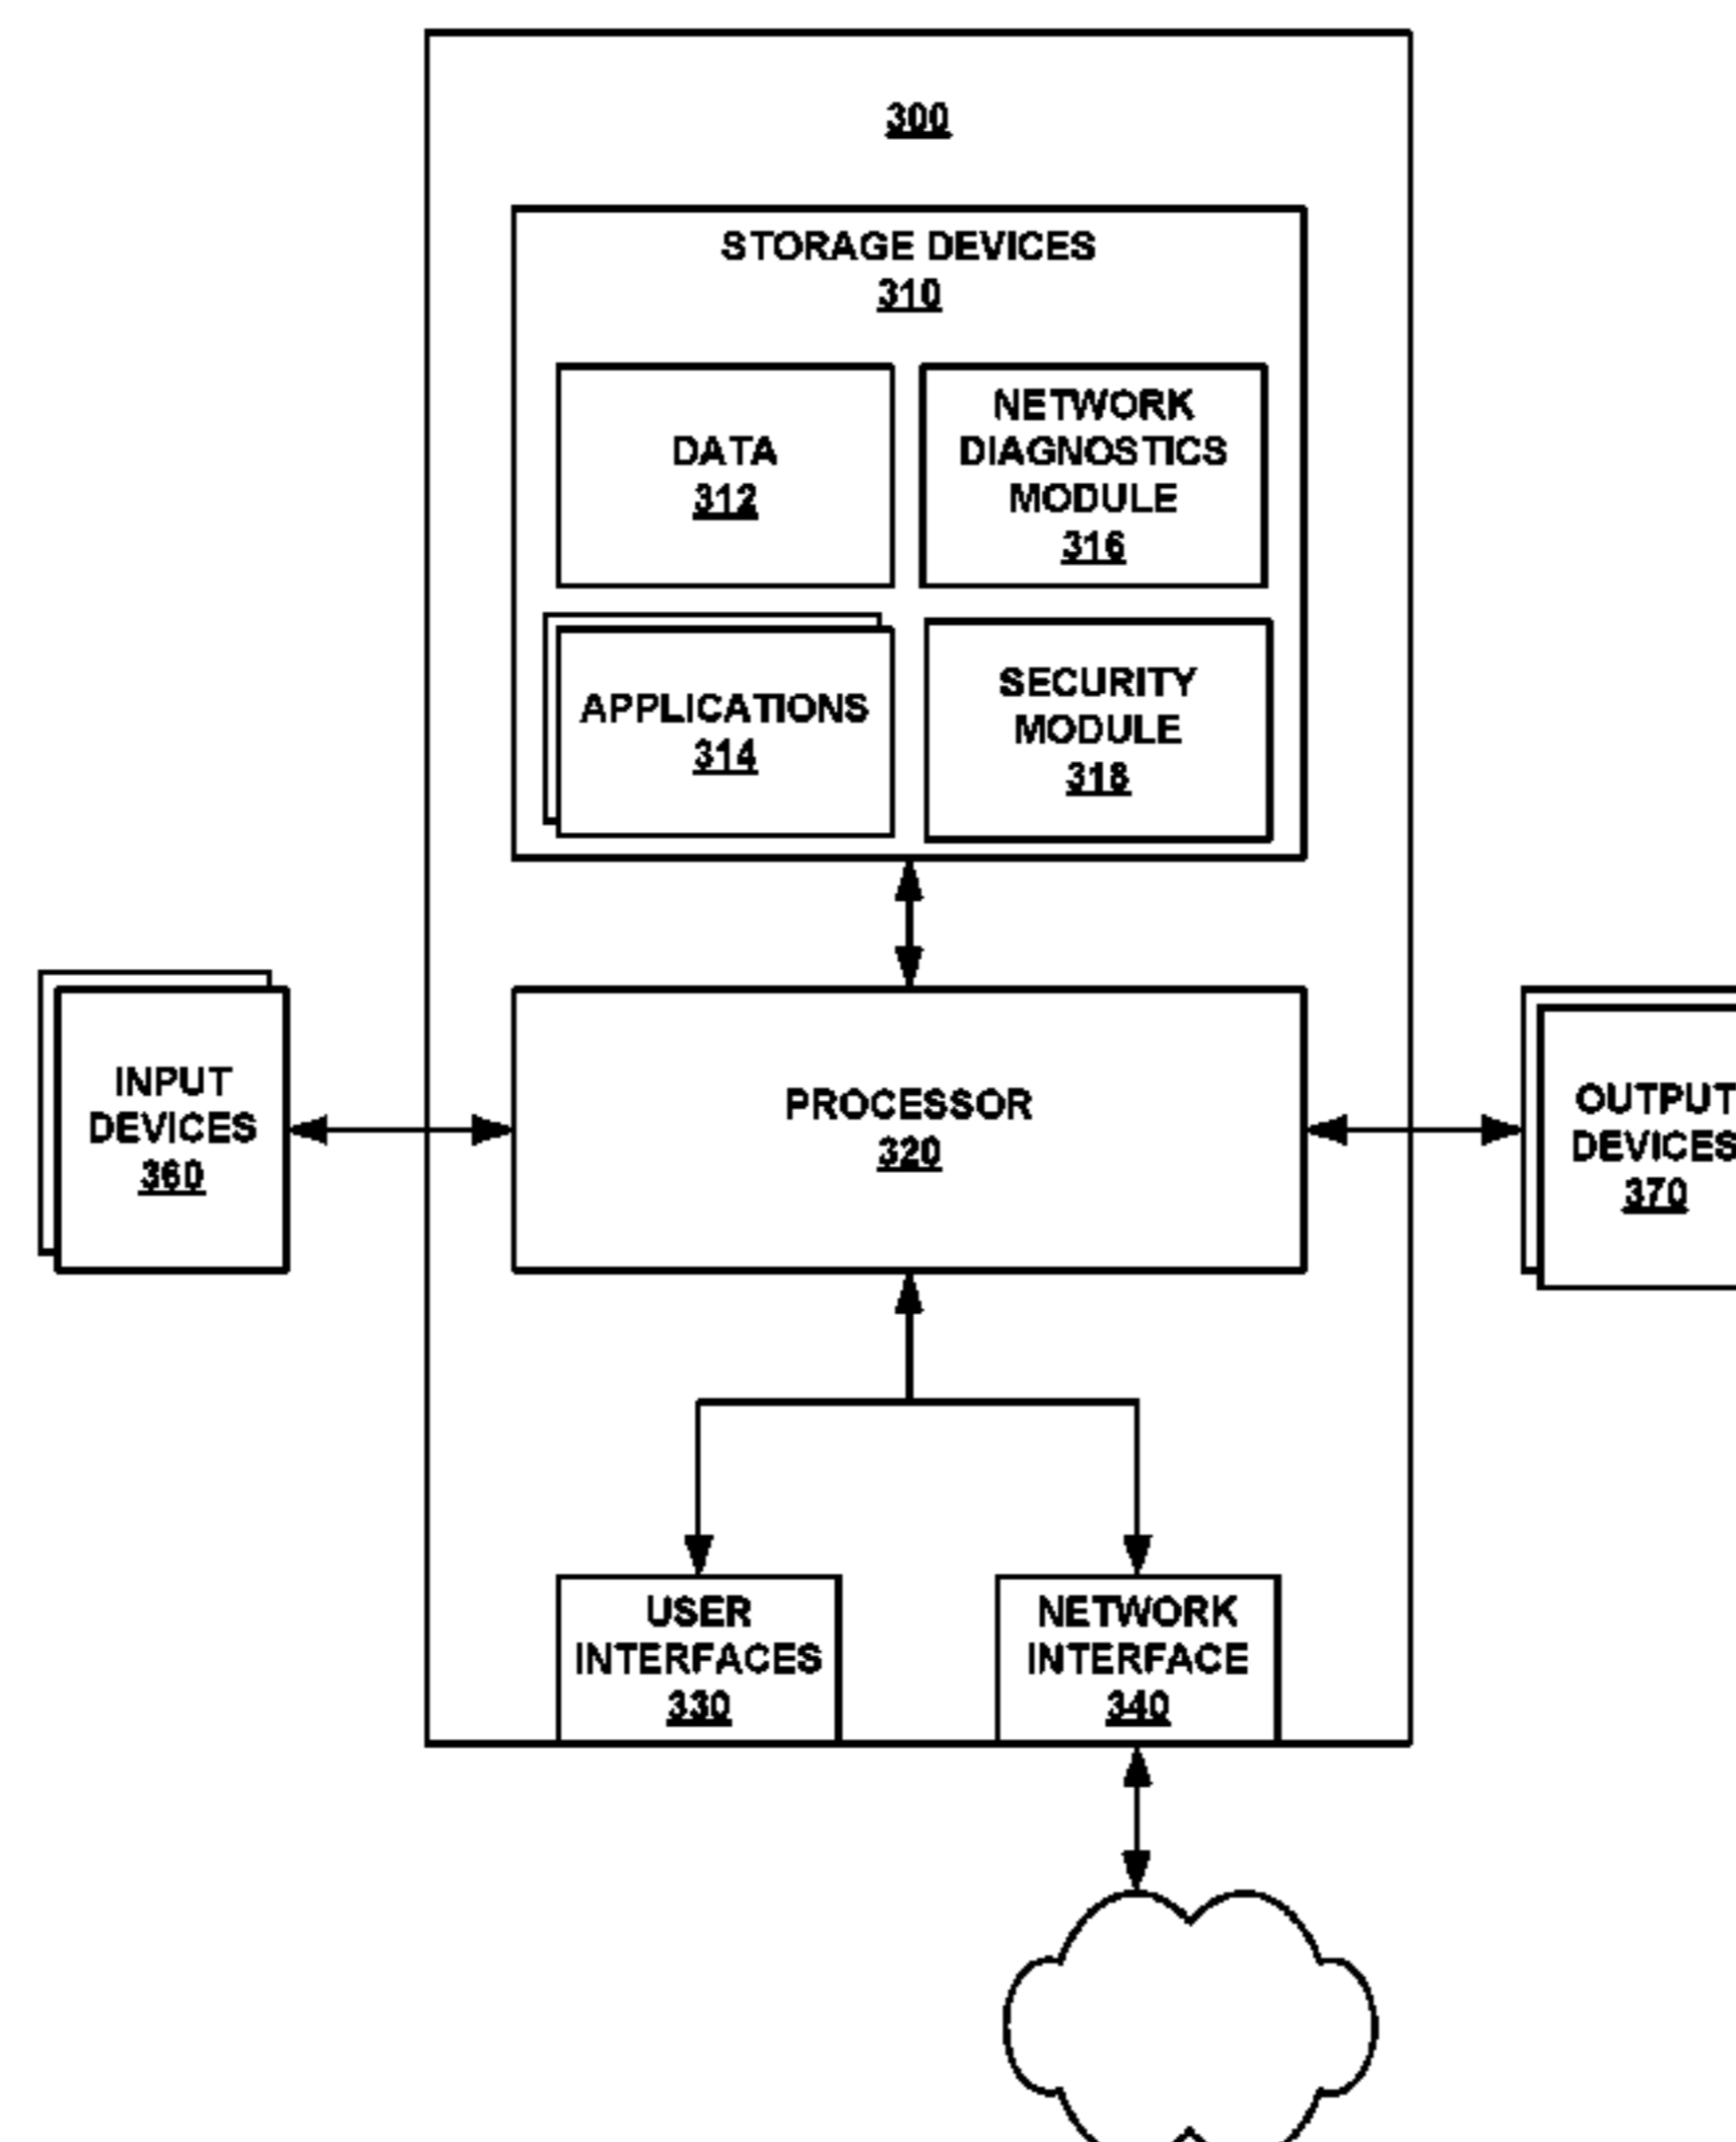 300
STORAGE DEVICES
310
DATA
312
NETWORK
DIAGNOSTICS
MODULE
316
APPLICATIONS
314
SECURITY
MODULE
318
INPUT
DEVICES
360
PROCESSOR
320
OUTPUT
DEVICES
370
USER
INTERFACES
330
NETWORK
INTERFACE
340